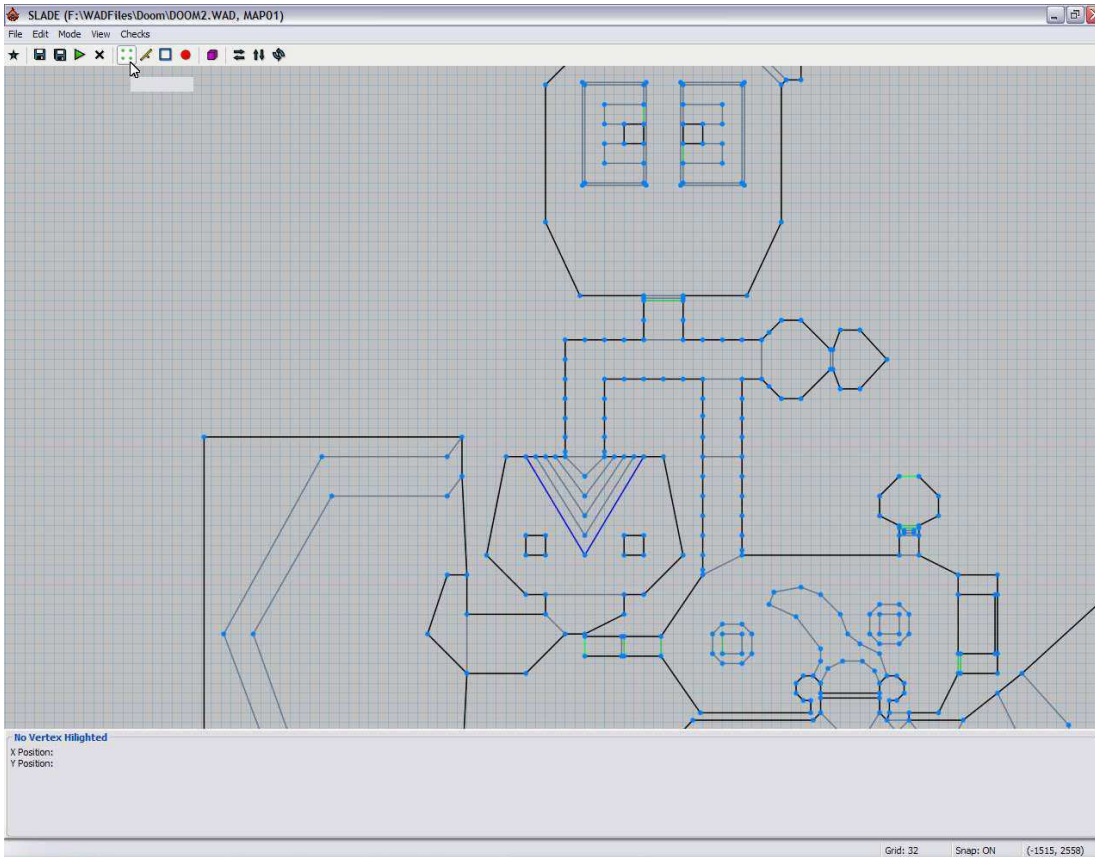 SLADE (F:\WADFiles\Doom\DOOM2.WAD, MAP01)
File Edit Mode View Checks
No Vertex Hilighted
X Position:
Y Position:
Grid: 32 Snap: ON (-1515, 2558)